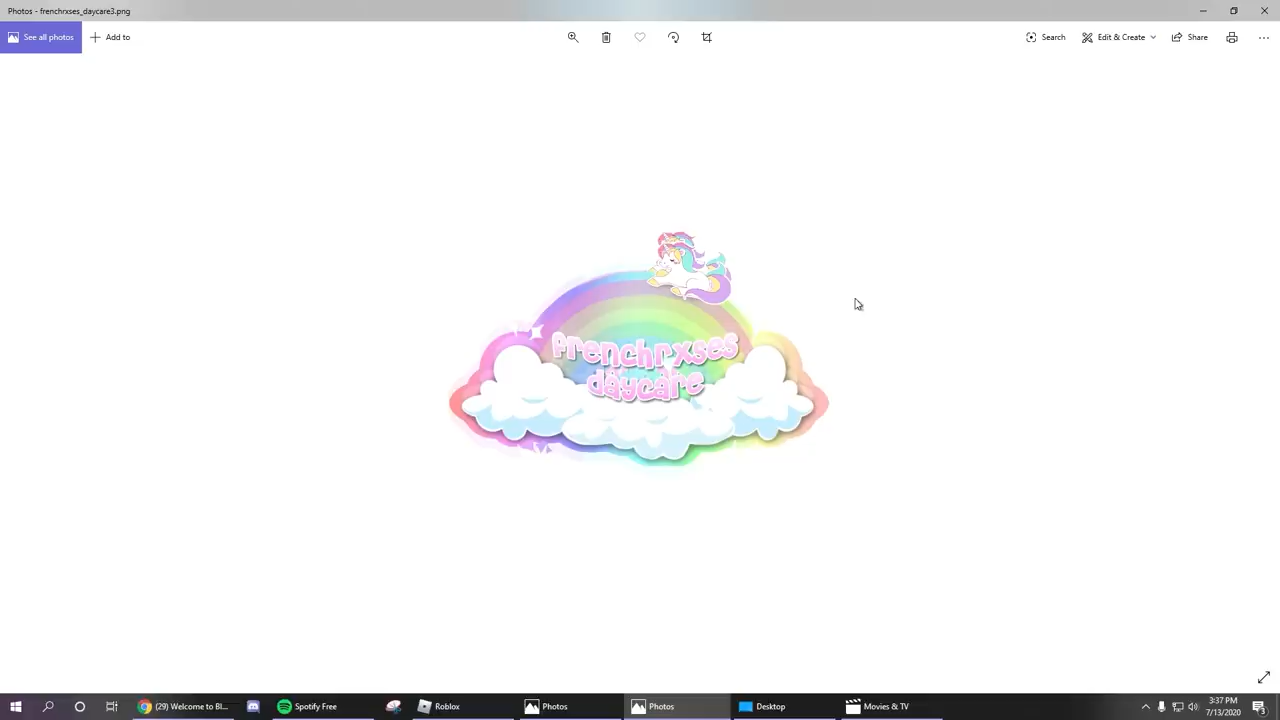 Photos - frenchrxses_daycare3.png
See all photos
Add to
Search
Edit & Create
Share
frenchrxses
daycare
(29) Welcome to Bl...
Spotify Free
Roblox
Photos
Photos
Desktop
Movies & TV
3:37 PM
7/13/2020
3